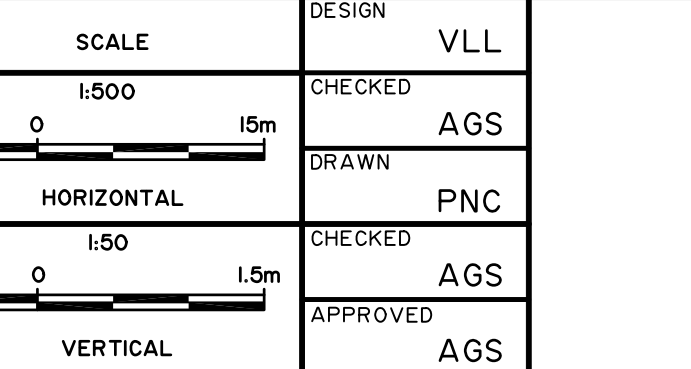 SCALE
1:500
0 15m
HORIZONTAL
1:50
0 1.5m
VERTICAL
DESIGN
VLL
CHECKED
AGS
DRAWN
PNC
CHECKED
AGS
APPROVED
AGS